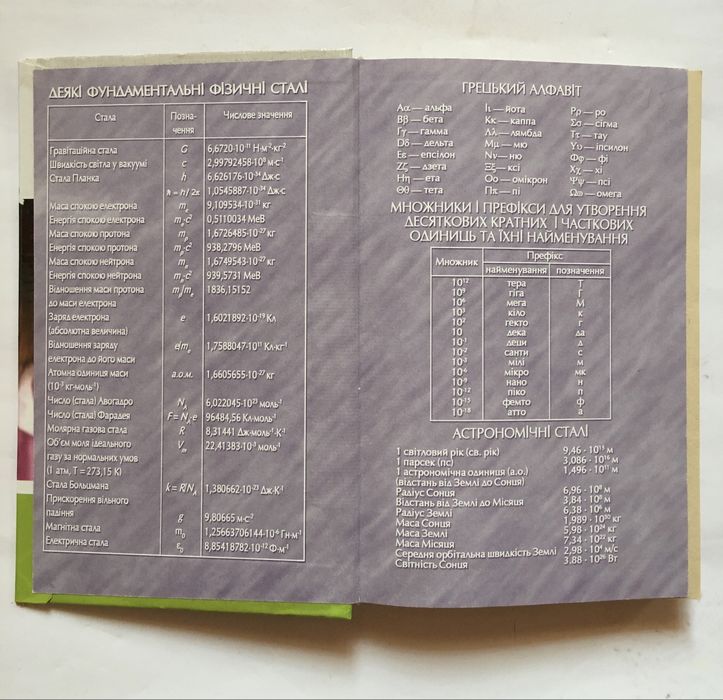 ДЕЯКІ ФУНДАМЕНТАЛЬНІ ФІЗИЧНІ СТАЛІ
Стала Позна- Числове значення
чення
Гравітаційна стала G 6,6720·10⁻¹¹ Н·м²·кг⁻²
Швидкість світла у вакуумі c 2,99792458·10⁸ м·с⁻¹
Стала Планка h 6,626176·10⁻³⁴ Дж·с
ħ = h / 2π 1,0545887·10⁻³⁴ Дж·с
Маса спокою електрона mₑ 9,109534·10⁻³¹ кг
Енергія спокою електрона mₑc² 0,5110034 МеВ
Маса спокою протона mₚ 1,6726485·10⁻²⁷ кг
Енергія спокою протона mₚc² 938,2796 МеВ
Маса спокою нейтрона 1,6749543·10⁻²⁷ кг
Енергія спокою нейтрона 939,5731 МеВ
Відношення маси протона mₚ/mₑ 1836,15152
до маси електрона
Заряд електрона e 1,6021892·10⁻¹⁹ Кл
(абсолютна величина)
Відношення заряду e/mₑ 1,7588047·10¹¹ Кл·кг⁻¹
електрона до його маси
Атомна одиниця маси а.о.м. 1,6605655·10⁻²⁷ кг
(10⁻³ кг·моль⁻¹)
Число (стала) Авогадро N_A 6,022045·10²³ моль⁻¹
Число (стала) Фарадея F = N_A·e 96484,56 Кл·моль⁻¹
Молярна газова стала R 8,31441 Дж·моль⁻¹·К⁻¹
Об'єм моля ідеального Vₘ 22,41383·10⁻³ моль⁻¹
газу за нормальних умов
(1 атм, Т = 273,15 К)
Стала Больцмана k = R/N_A 1,380662·10⁻²³ Дж·К⁻¹
Прискорення вільного
падіння g 9,80665 м·с⁻²
Магнітна стала m₀ 1,25663706144·10⁻⁶ Гн·м⁻¹
Електрична стала ε₀ 8,85418782·10⁻¹² Ф·м⁻¹
ГРЕЦЬКИЙ АЛФАВІТ
Αα — альфа Ιι — йота Ρρ — ро
Ββ — бета Κκ — каппа Σσ — сігма
Γγ — гамма Λλ — лямбда Ττ — тау
Δδ — дельта Μμ — мю Υυ — іпсилон
Εε — епсілон Νν — ню Φφ — фі
Ζζ — дзета Ξξ — ксі Χχ — хі
Ηη — ета Οο — омікрон Ψψ — псі
Θθ — тета Ππ — пі Ωω — омега
МНОЖНИКИ І ПРЕФІКСИ ДЛЯ УТВОРЕННЯ
ДЕСЯТКОВИХ КРАТНИХ І ЧАСТКОВИХ
ОДИНИЦЬ ТА ЇХНІ НАЙМЕНУВАННЯ
Множник Префікс
найменування позначення
10¹² тера Т
10⁹ гіга Г
10⁶ мега М
10³ кіло к
10² гекто г
10 дека да
10⁻¹ деци д
10⁻² санти с
10⁻³ мілі м
10⁻⁶ мікро мк
10⁻⁹ нано н
10⁻¹² піко п
10⁻¹⁵ фемто ф
10⁻¹⁸ атто а
АСТРОНОМІЧНІ СТАЛІ
1 світловий рік (св. рік) 9,46 · 10¹⁵ м
1 парсек (пс) 3,086 · 10¹⁶ м
1 астрономічна одиниця (а.о.) 1,496 · 10¹¹ м
(відстань від Землі до Сонця)
Радіус Сонця 6,96 · 10⁸ м
Відстань від Землі до Місяця 3,84 · 10⁸ м
Радіус Землі 6,38 · 10⁶ м
Маса Сонця 1,989 · 10³⁰ кг
Маса Землі 5,98 · 10²⁴ кг
Маса Місяця 7,34 · 10²² кг
Середня орбітальна швидкість Землі 2,98 · 10⁴ м/с
Світність Сонця 3,88 · 10²⁶ Вт